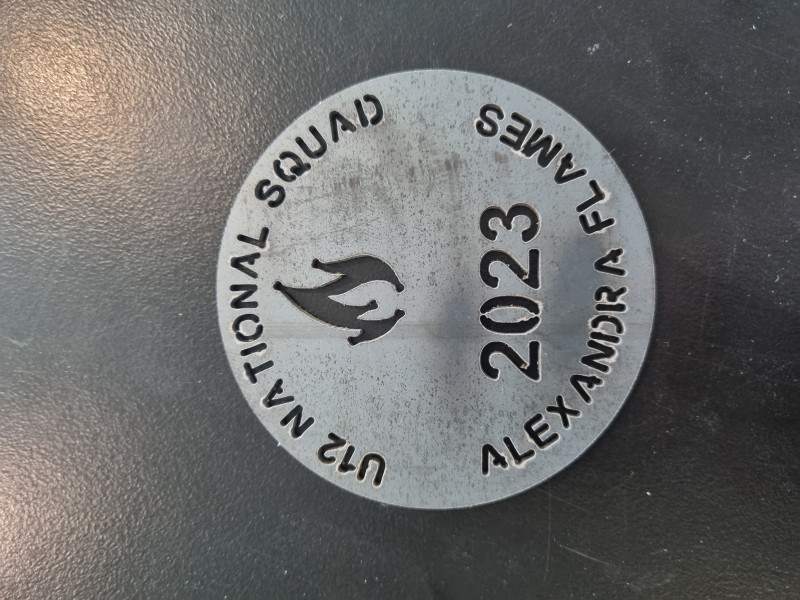 U12 NATIONAL SQUAD
2023
ALEXANDRA FLAMES